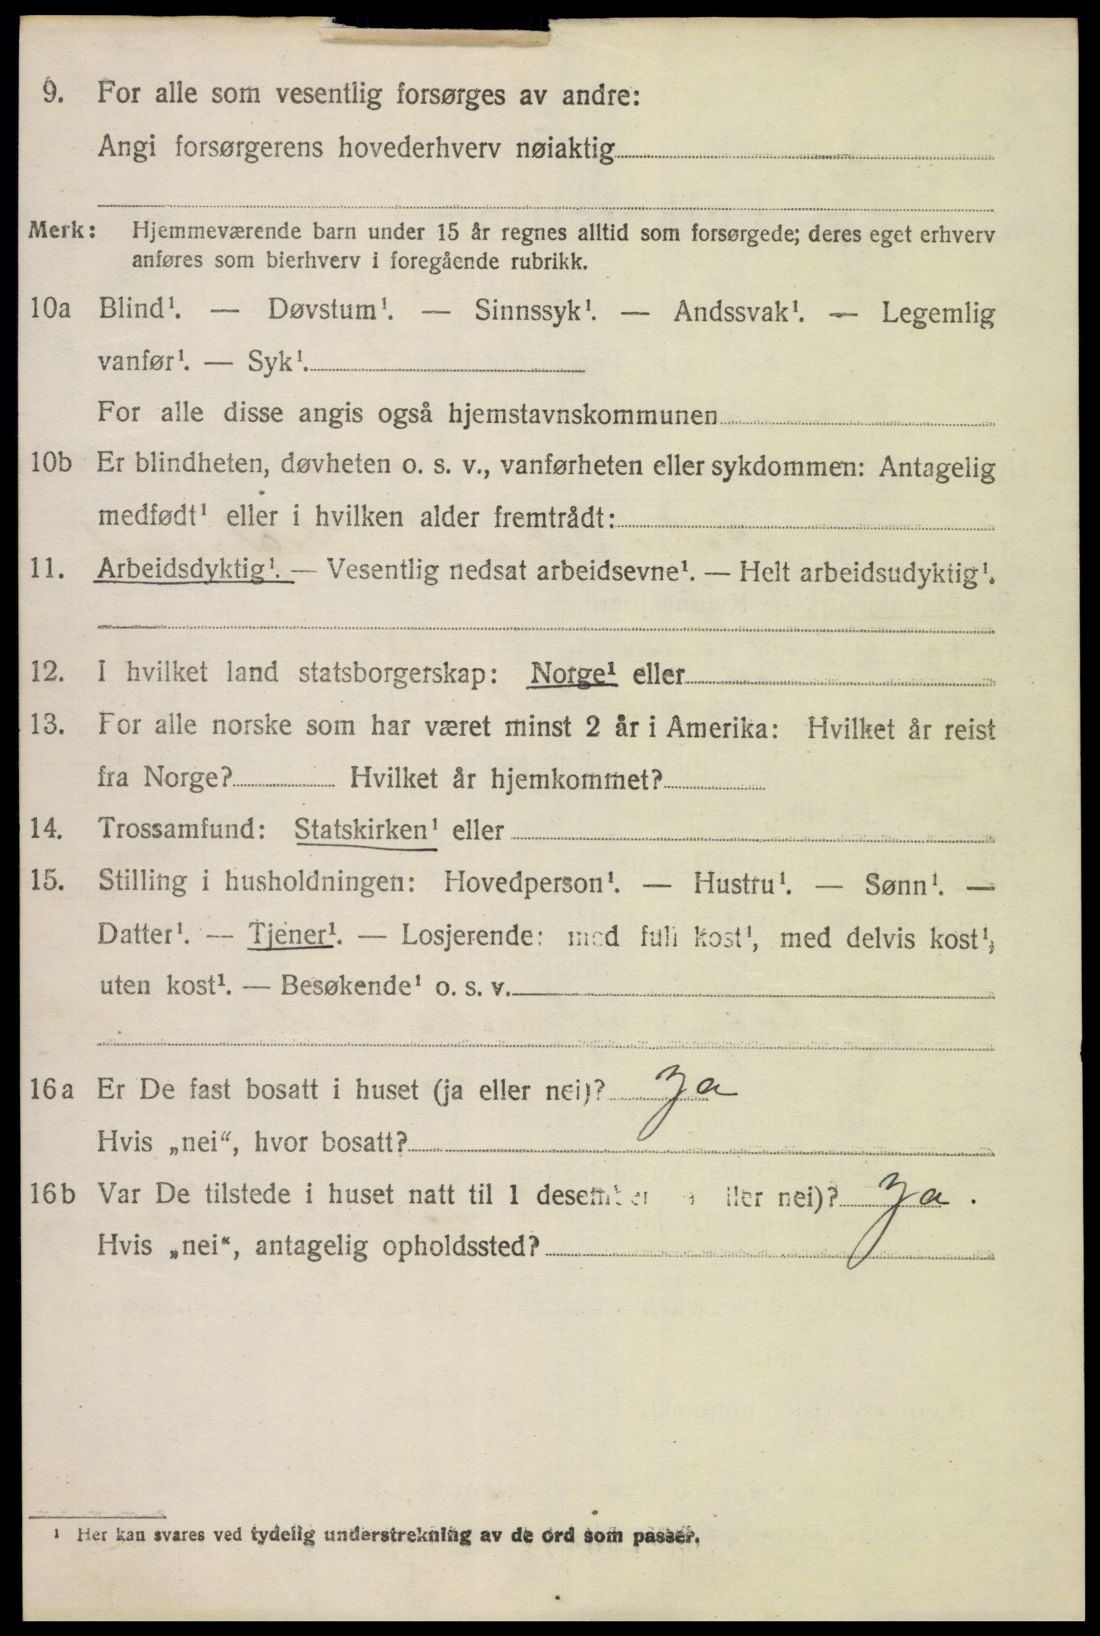 9. For alle som vesentlig forsørges av andre:
Angi forsørgerens hovederhverv nøiaktig
Merk: Hjemmeværende barn under 15 år regnes alltid som forsørgede; deres eget erhverv
anføres som bierhverv i foregående rubrikk.
10a Blind¹. — Døvstum¹. — Sinnssyk¹. — Andssvak¹. — Legemlig
vanfør¹. — Syk¹.
For alle disse angis også hjemstavnskommunen
10b Er blindheten, døvheten o. s. v., vanførheten eller sykdommen: Antagelig
medfødt¹ eller i hvilken alder fremtrådt:
11. Arbeidsdyktig¹. — Vesentlig nedsat arbeidsevne¹. — Helt arbeidsudyktig¹.
12. I hvilket land statsborgerskap: Norge¹ eller
13. For alle norske som har været minst 2 år i Amerika: Hvilket år reist
fra Norge? Hvilket år hjemkommet?
14. Trossamfund: Statskirken¹ eller
15. Stilling i husholdningen: Hovedperson¹. — Hustru¹. — Sønn¹. —
Datter¹. — Tjener¹. — Losjerende: med full kost¹, med delvis kost¹,
uten kost¹. — Besøkende¹ o. s. v.
16a Er De fast bosatt i huset (ja eller nei)? Ja
Hvis „nei“, hvor bosatt?
16b Var De tilstede i huset natt til 1 desember nei)? Ja.
Hvis „nei“, antagelig opholdssted?
¹ Her kan svares ved tydelig understrekning av de ord som passer.